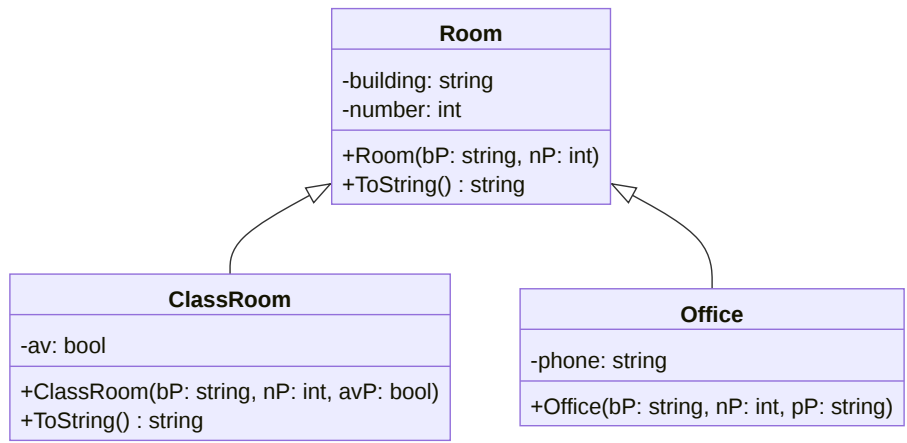 Room
-building: string
-number: int
+Room(bP: string, nP: int)
+ToString() : string
ClassRoom
-av: bool
+ClassRoom(bP: string, nP: int, avP: bool)
+ToString() : string
Office
-phone: string
+Office(bP: string, nP: int, pP: string)